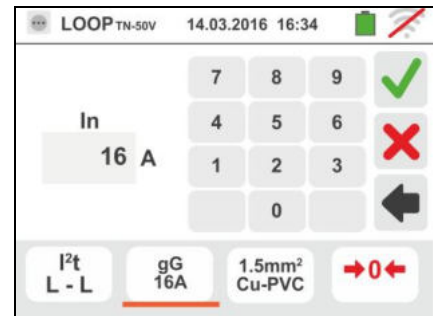 LOOP TN-50V 14.03.2016 16:34
7 8 9
In
4 5 6
16 A
1 2 3
0
I²t
L - L
gG
16A
1.5mm²
Cu-PVC
→0←